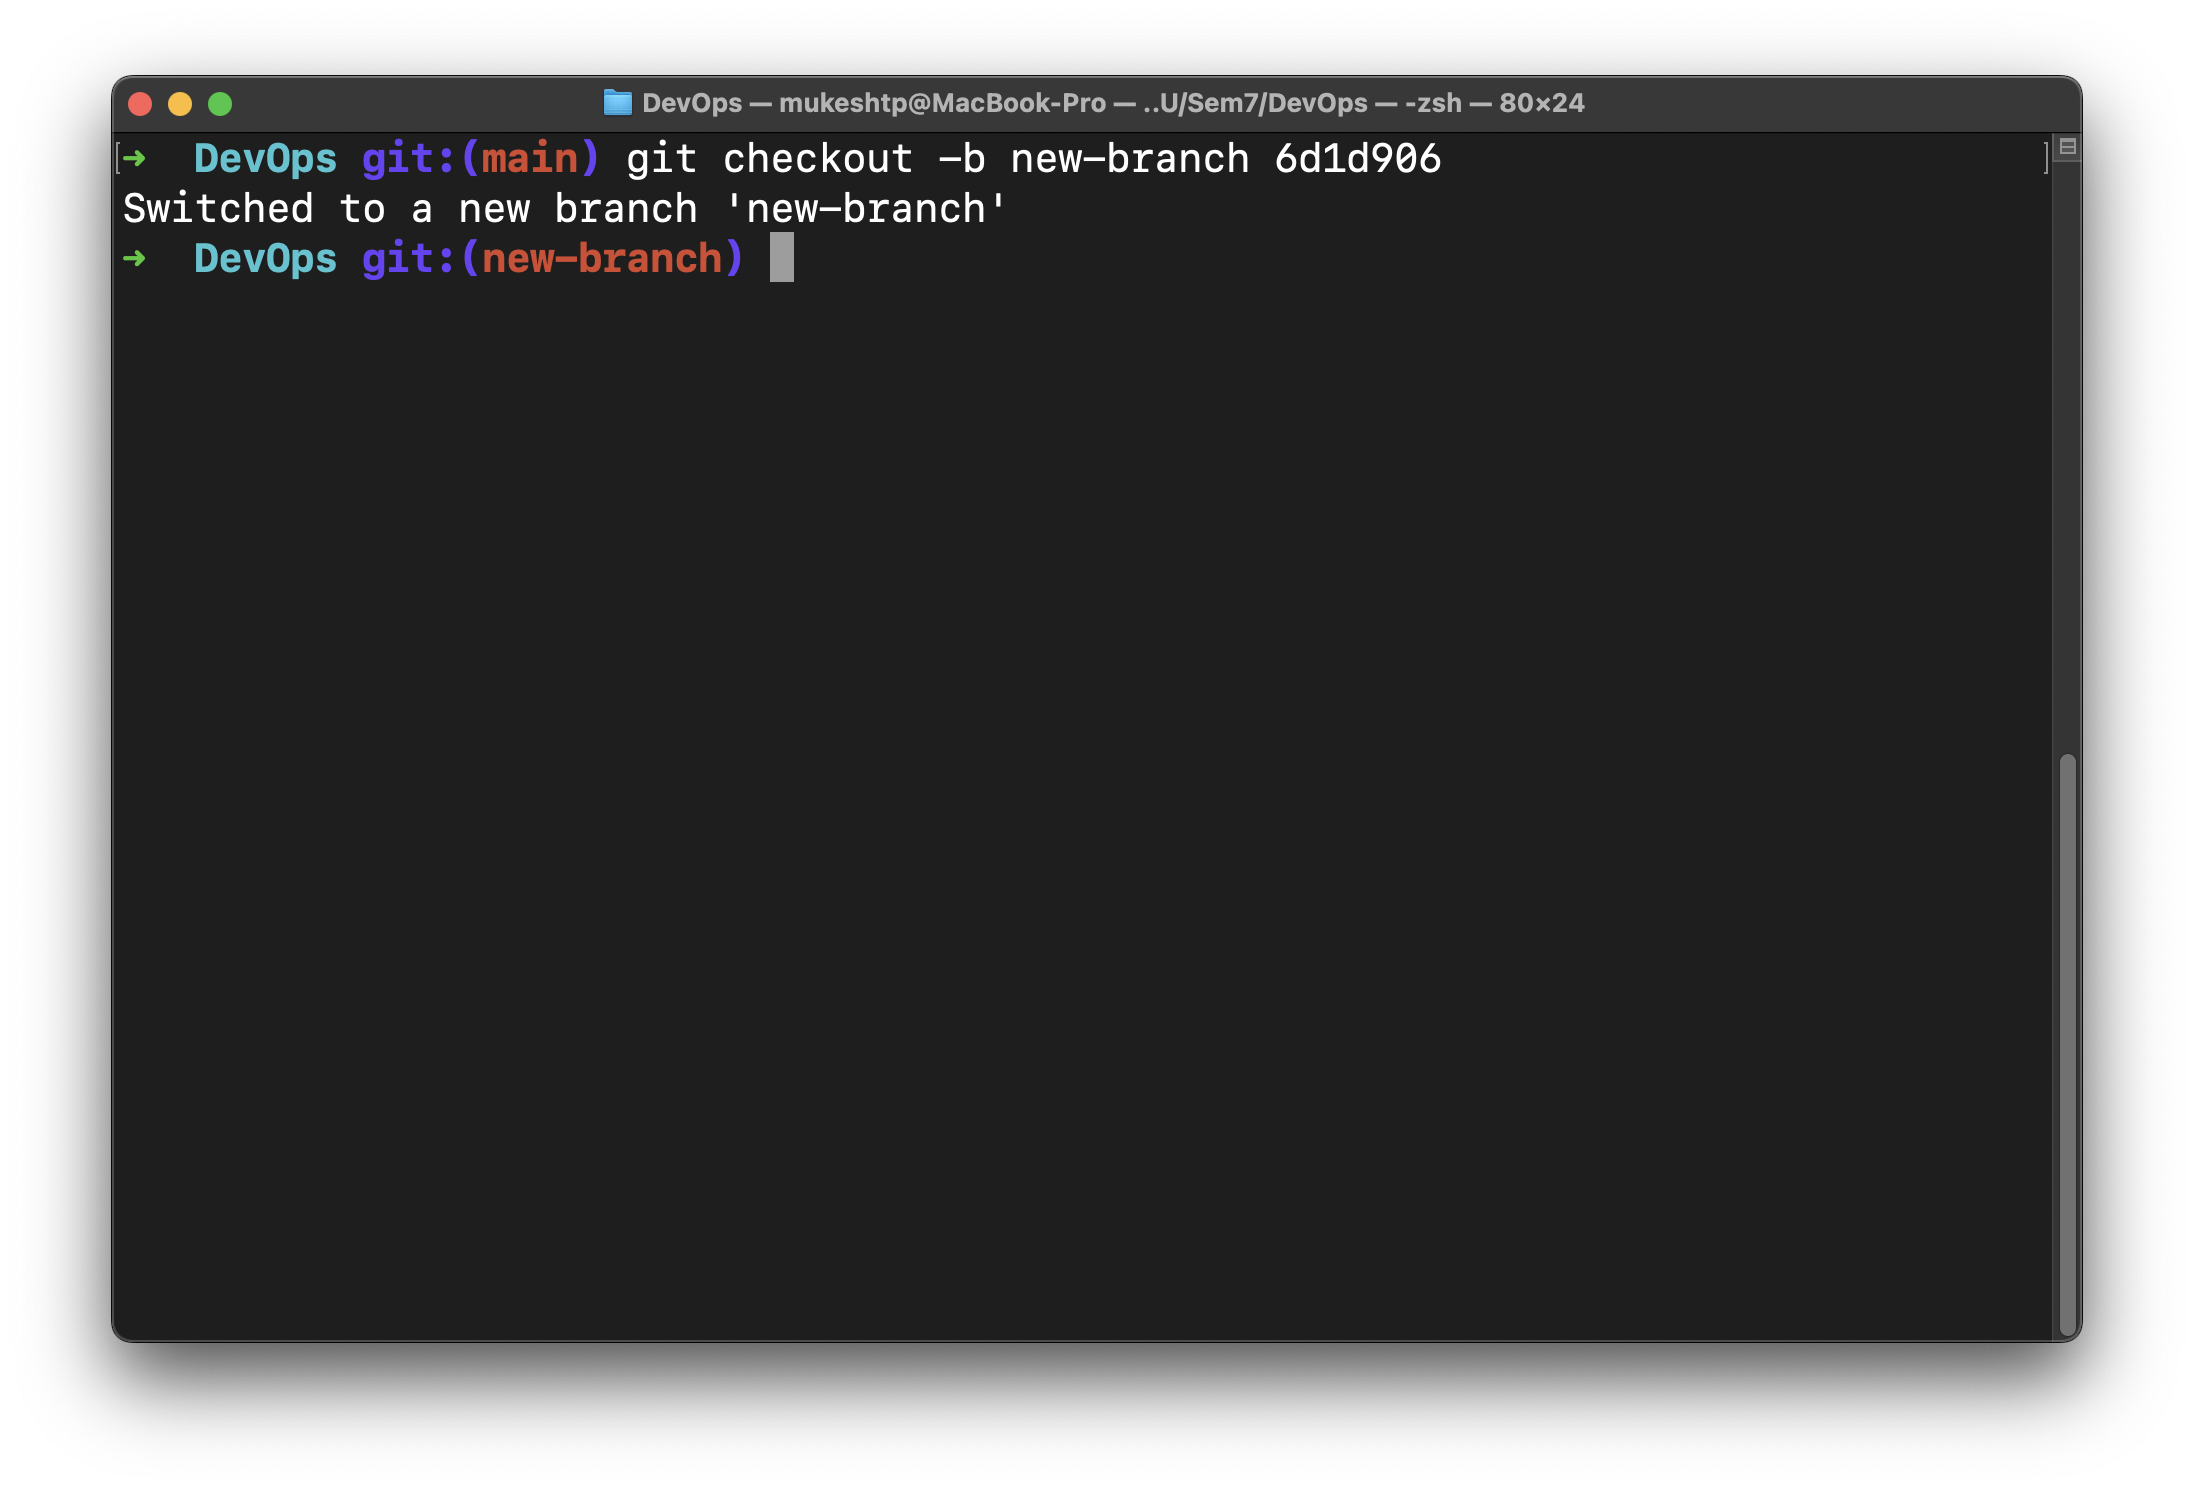 DevOps — mukeshtp@MacBook-Pro — ..U/Sem7/DevOps — -zsh — 80×24
[➜  DevOps git:(main) git checkout -b new-branch 6d1d906 ]
Switched to a new branch 'new-branch'
➜  DevOps git:(new-branch)